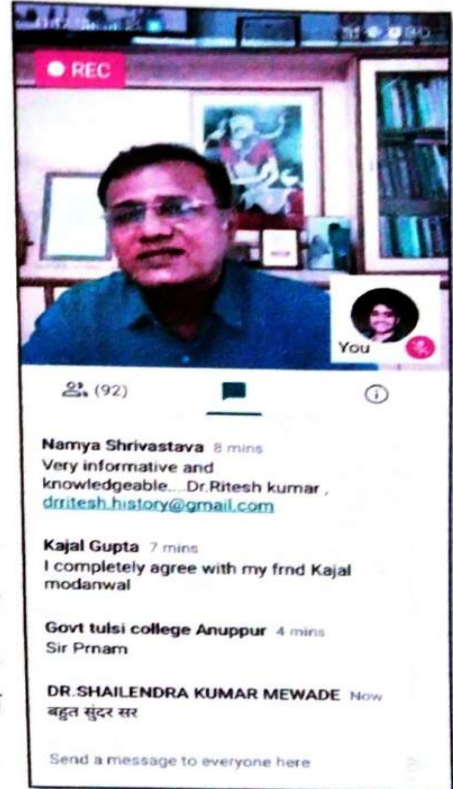 REC
You
(92)
Namya Shrivastava 8 mins
Very informative and
knowledgeable....Dr.Ritesh kumar ,
drritesh.history@gmail.com
Kajal Gupta 7 mins
I completely agree with my frnd Kajal
modanwal
Govt tulsi college Anuppur 4 mins
Sir Prnam
DR.SHAILENDRA KUMAR MEWADE Now
बहुत सुंदर सर
Send a message to everyone here